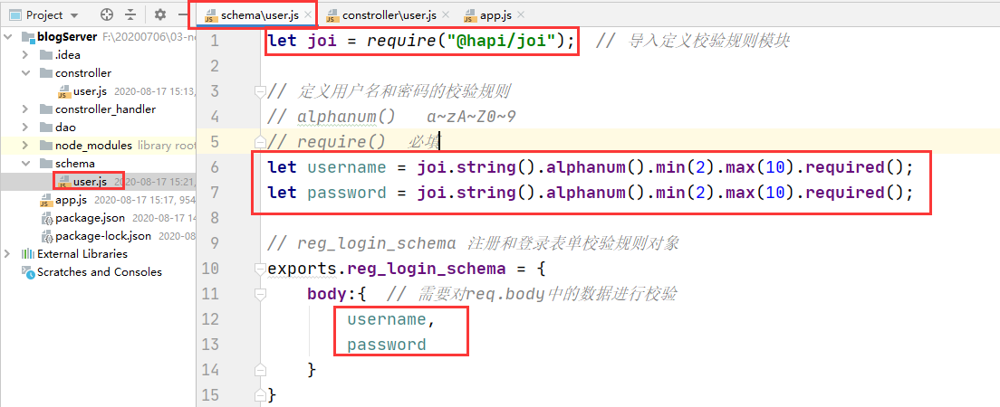 Project
schema\user.js
constroller\user.js
app.js
blogServer F:\20200706\03-no
.idea
constroller
user.js 2020-08-17 15:13,
constroller_handler
dao
node_modules library root
schema
user.js 2020-08-17 15:21,
app.js 2020-08-17 15:17, 954
package.json 2020-08-17 14
package-lock.json 2020-08-
External Libraries
Scratches and Consoles
1 let joi = require("@hapi/joi"); // 导入定义校验规则模块
2
3 // 定义用户名和密码的校验规则
4 // alphanum() a~zA~Z0~9
5 // require() 必填
6 let username = joi.string().alphanum().min(2).max(10).required();
7 let password = joi.string().alphanum().min(2).max(10).required();
8
9 // reg_login_schema 注册和登录表单校验规则对象
10 exports.reg_login_schema = {
11 body:{ // 需要对req.body中的数据进行校验
12 username,
13 password
14 }
15 }